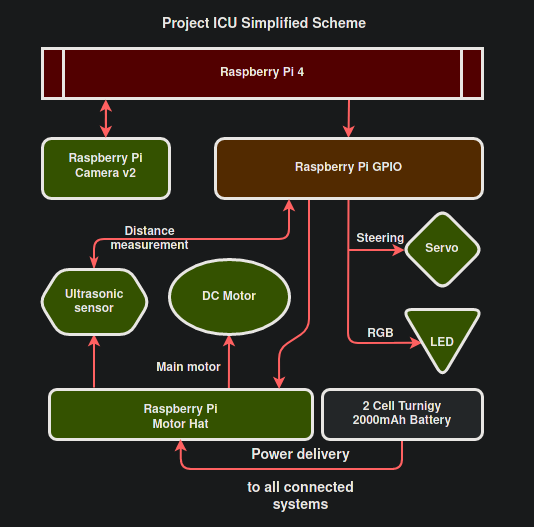 Project ICU Simplified Scheme
Raspberry Pi 4
Raspberry Pi
Camera v2
Raspberry Pi GPIO
Distance
measurement
Steering
Servo
Ultrasonic
sensor
DC Motor
RGB
LED
Main motor
Raspberry Pi
Motor Hat
2 Cell Turnigy
2000mAh Battery
Power delivery
to all connected
systems